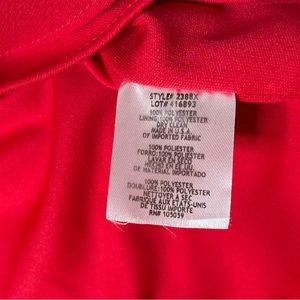 STYLE# 2388X
LOT# 416893
100% POLYESTER
LINING:100% POLYESTER
DRY CLEAN
MADE IN U.S.A.
OF IMPORTED FABRIC
100% POLIESTER
FORRO:100% POLIESTER
LAVAR EN SECO
HECHO EN EE.UU.
DE MATERIAL IMPORTADO
100% POLYESTER
DOUBLURE:100% POLYESTER
NETTOYER A SEC
FABRIQUE AUX ETATS-UNIS
DE TISSU IMPORTE
RN# 105059